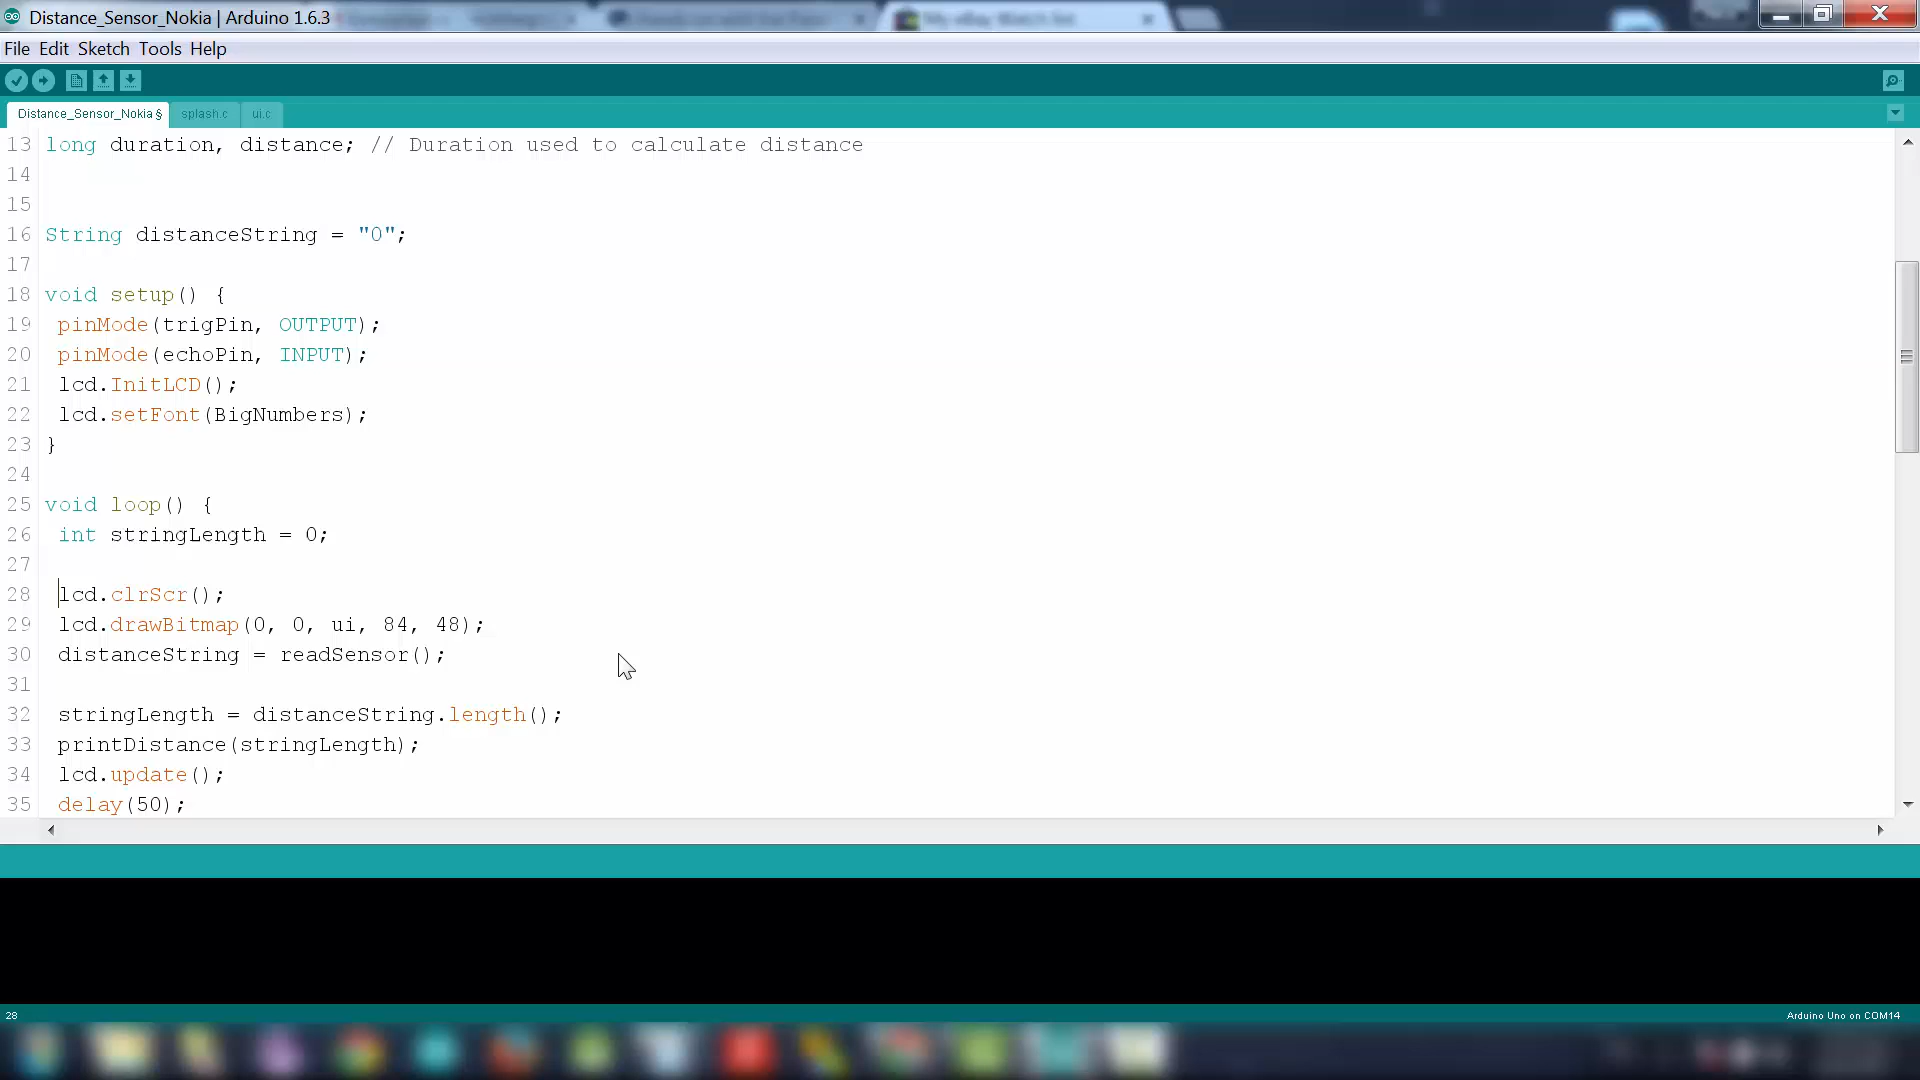 Distance_Sensor_Nokia | Arduino 1.6.3
My eBay Watch list
File Edit Sketch Tools Help
Distance_Sensor_Nokia § splash.c ui.c
13 long duration, distance; // Duration used to calculate distance
14
15
16 String distanceString = "0";
17
18 void setup() {
19 pinMode(trigPin, OUTPUT);
20 pinMode(echoPin, INPUT);
21 lcd.InitLCD();
22 lcd.setFont(BigNumbers);
23 }
24
25 void loop() {
26 int stringLength = 0;
27
28 lcd.clrScr();
29 lcd.drawBitmap(0, 0, ui, 84, 48);
30 distanceString = readSensor();
31
32 stringLength = distanceString.length();
33 printDistance(stringLength);
34 lcd.update();
35 delay(50);
28
Arduino Uno on COM14